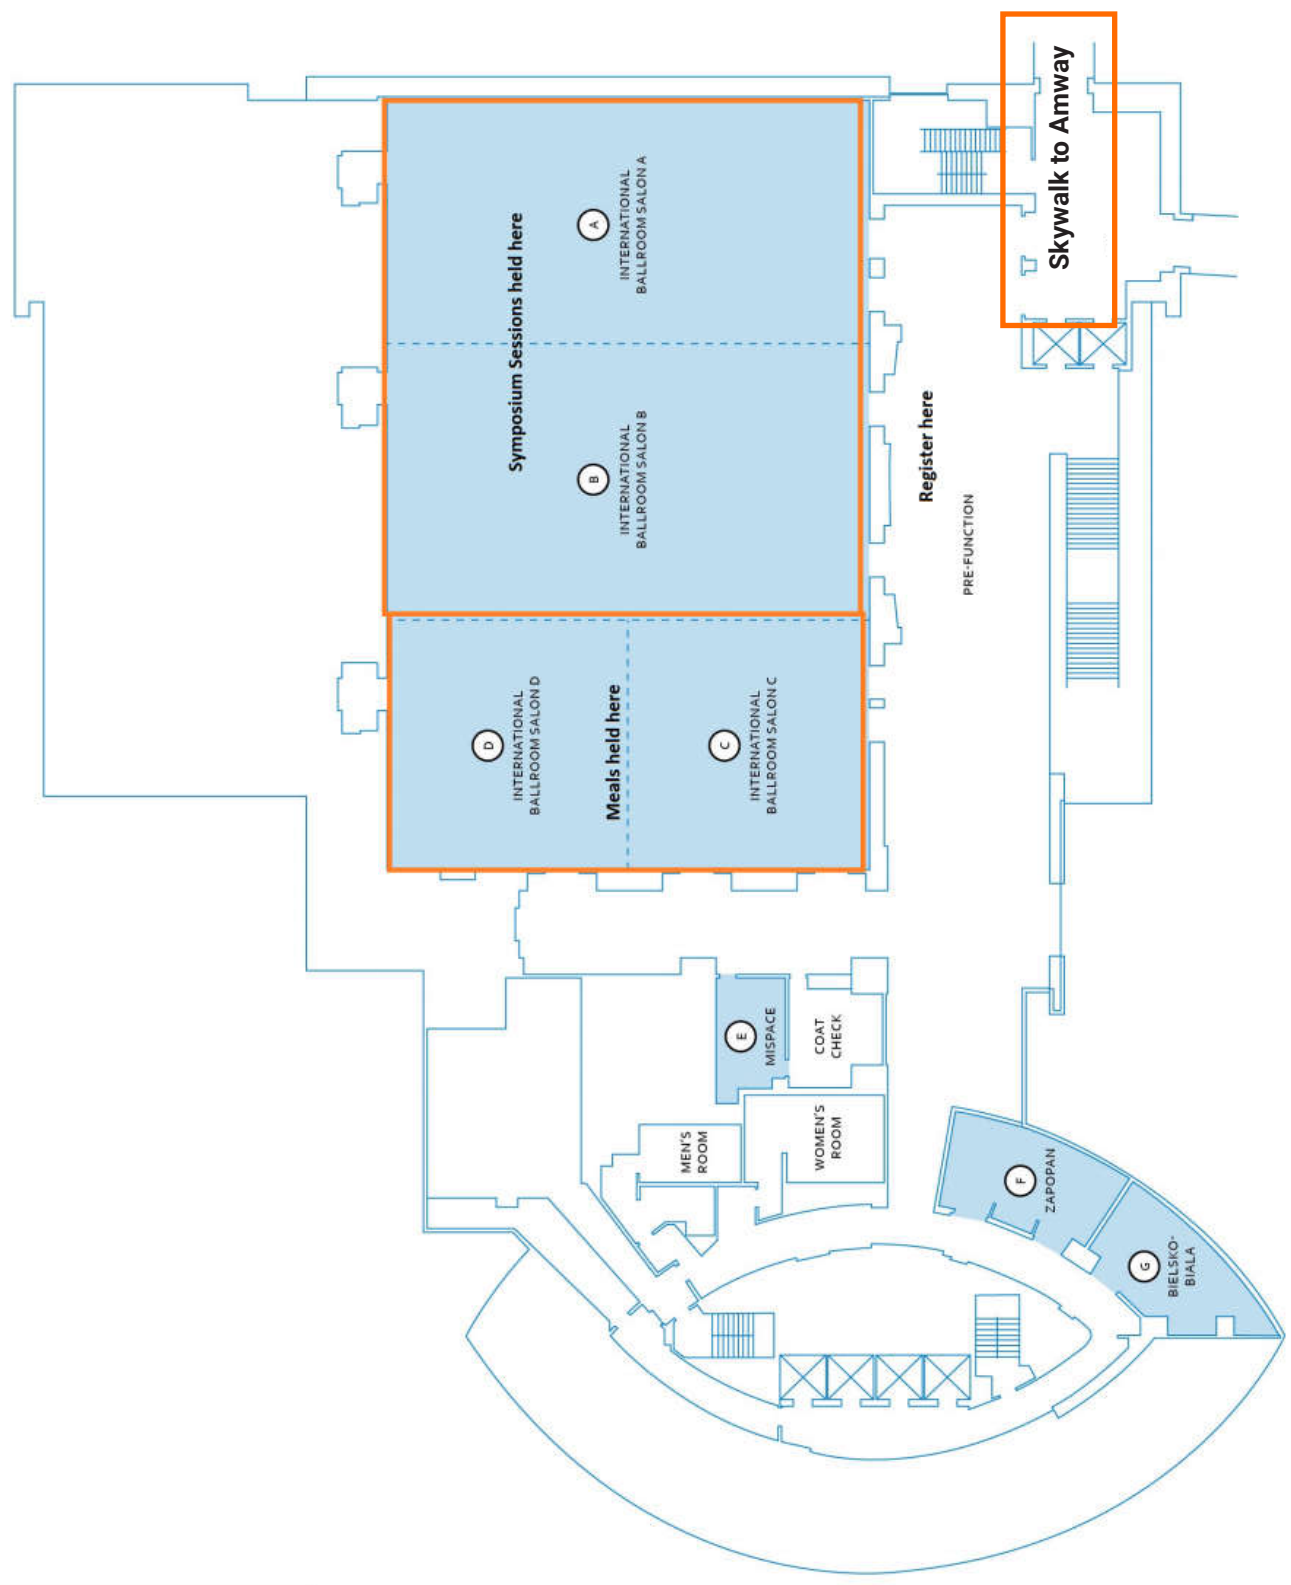 Skywalk to Amway
A
INTERNATIONAL
BALLROOM SALON A
Symposium Sessions held here
B
INTERNATIONAL
BALLROOM SALON B
Register here
PRE-FUNCTION
D
INTERNATIONAL
BALLROOM SALON D
Meals held here
C
INTERNATIONAL
BALLROOM SALON C
E
MISPACE
COAT
CHECK
MEN'S
ROOM
WOMEN'S
ROOM
F
ZAPOPAN
G
BIELSKO-
BIALA